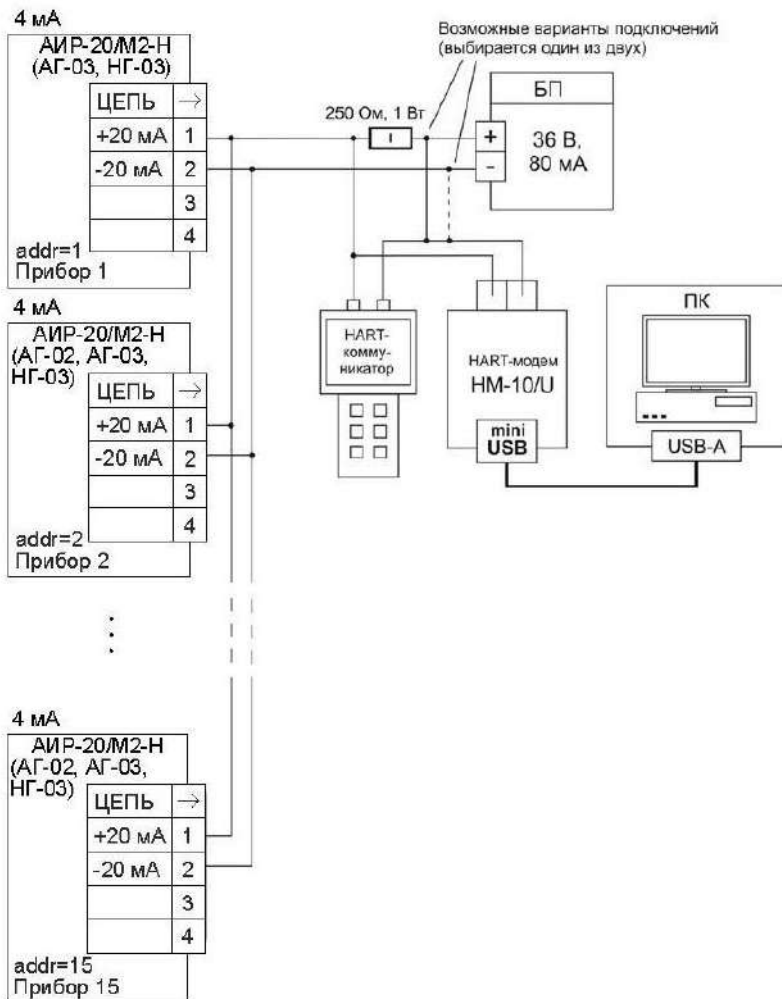 4 мА
АИР-20/М2-Н
(АГ-03, НГ-03)
ЦЕПЬ →
+20 мА 1
-20 мА 2
3
4
addr=1
Прибор 1
Возможные варианты подключений
(выбирается один из двух)
250 Ом, 1 Вт
I
БП
+
-
36 В,
80 мА
4 мА
АИР-20/М2-Н
(АГ-02, АГ-03,
НГ-03)
ЦЕПЬ →
+20 мА 1
-20 мА 2
3
4
addr=2
Прибор 2
HART-
комму-
никатор
HART-модем
HM-10/U
mini
USB
ПК
USB-A
4 мА
АИР-20/М2-Н
(АГ-02, АГ-03,
НГ-03)
ЦЕПЬ →
+20 мА 1
-20 мА 2
3
4
addr=15
Прибор 15